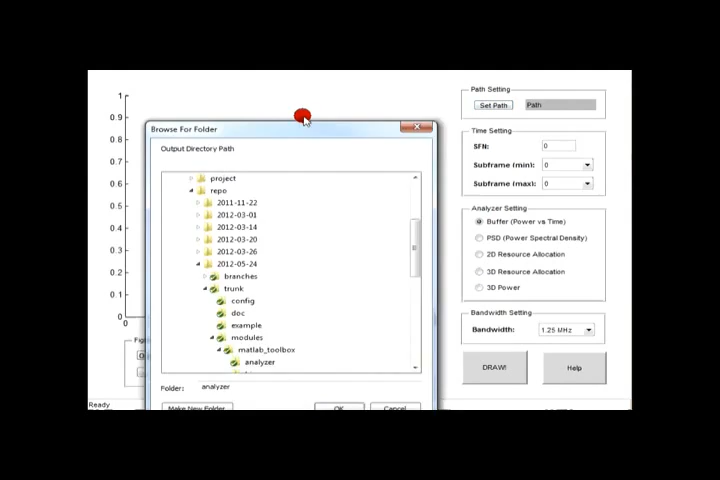 Path Setting
Set Path
Path
Time Setting
SFN:
0
Subframe (min):
0
Subframe (max):
0
Analyzer Setting
Buffer (Power vs Time)
PSD (Power Spectral Density)
2D Resource Allocation
3D Resource Allocation
3D Power
Bandwidth Setting
Bandwidth:
1.25 MHz
DRAW!
Help
1
0.9
0.8
0.7
0.6
0.5
0.4
0.3
0.2
0.1
0
0
Browse For Folder
Output Directory Path
project
repo
2011-11-22
2012-03-01
2012-03-14
2012-03-20
2012-03-26
2012-05-24
branches
trunk
config
doc
example
modules
matlab_toolbox
analyzer
Folder:
analyzer
Make New Folder
OK
Cancel
Ready